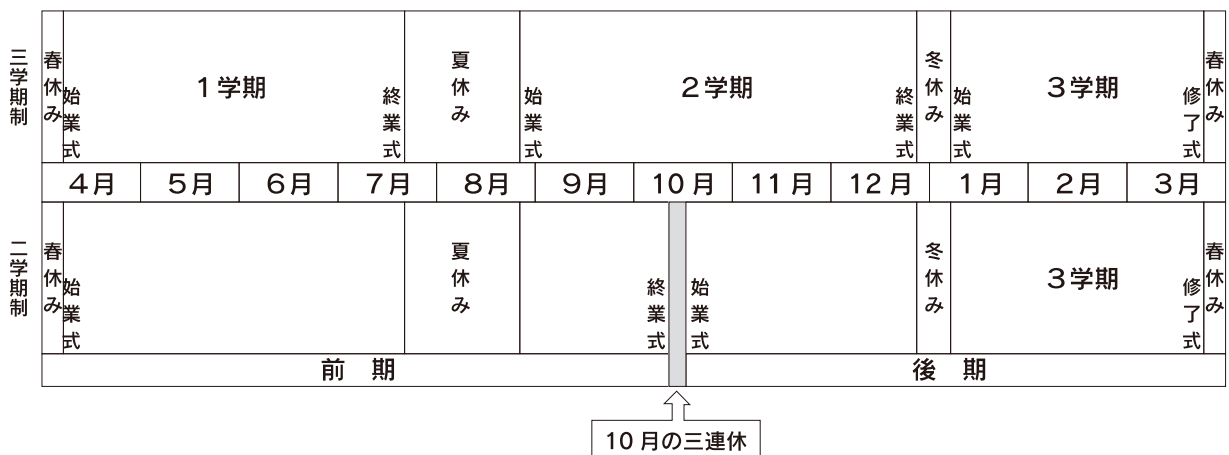 三学期制
春休み
始業式
1学期
終業式
夏休み
始業式
2学期
終業式
冬休み
始業式
3学期
修了式
春休み
4月 5月 6月 7月 8月 9月 10月 11月 12月 1月 2月 3月
二学期制
春休み
始業式
夏休み
終業式
始業式
冬休み
3学期
修了式
春休み
前期 後期
10月の三連休